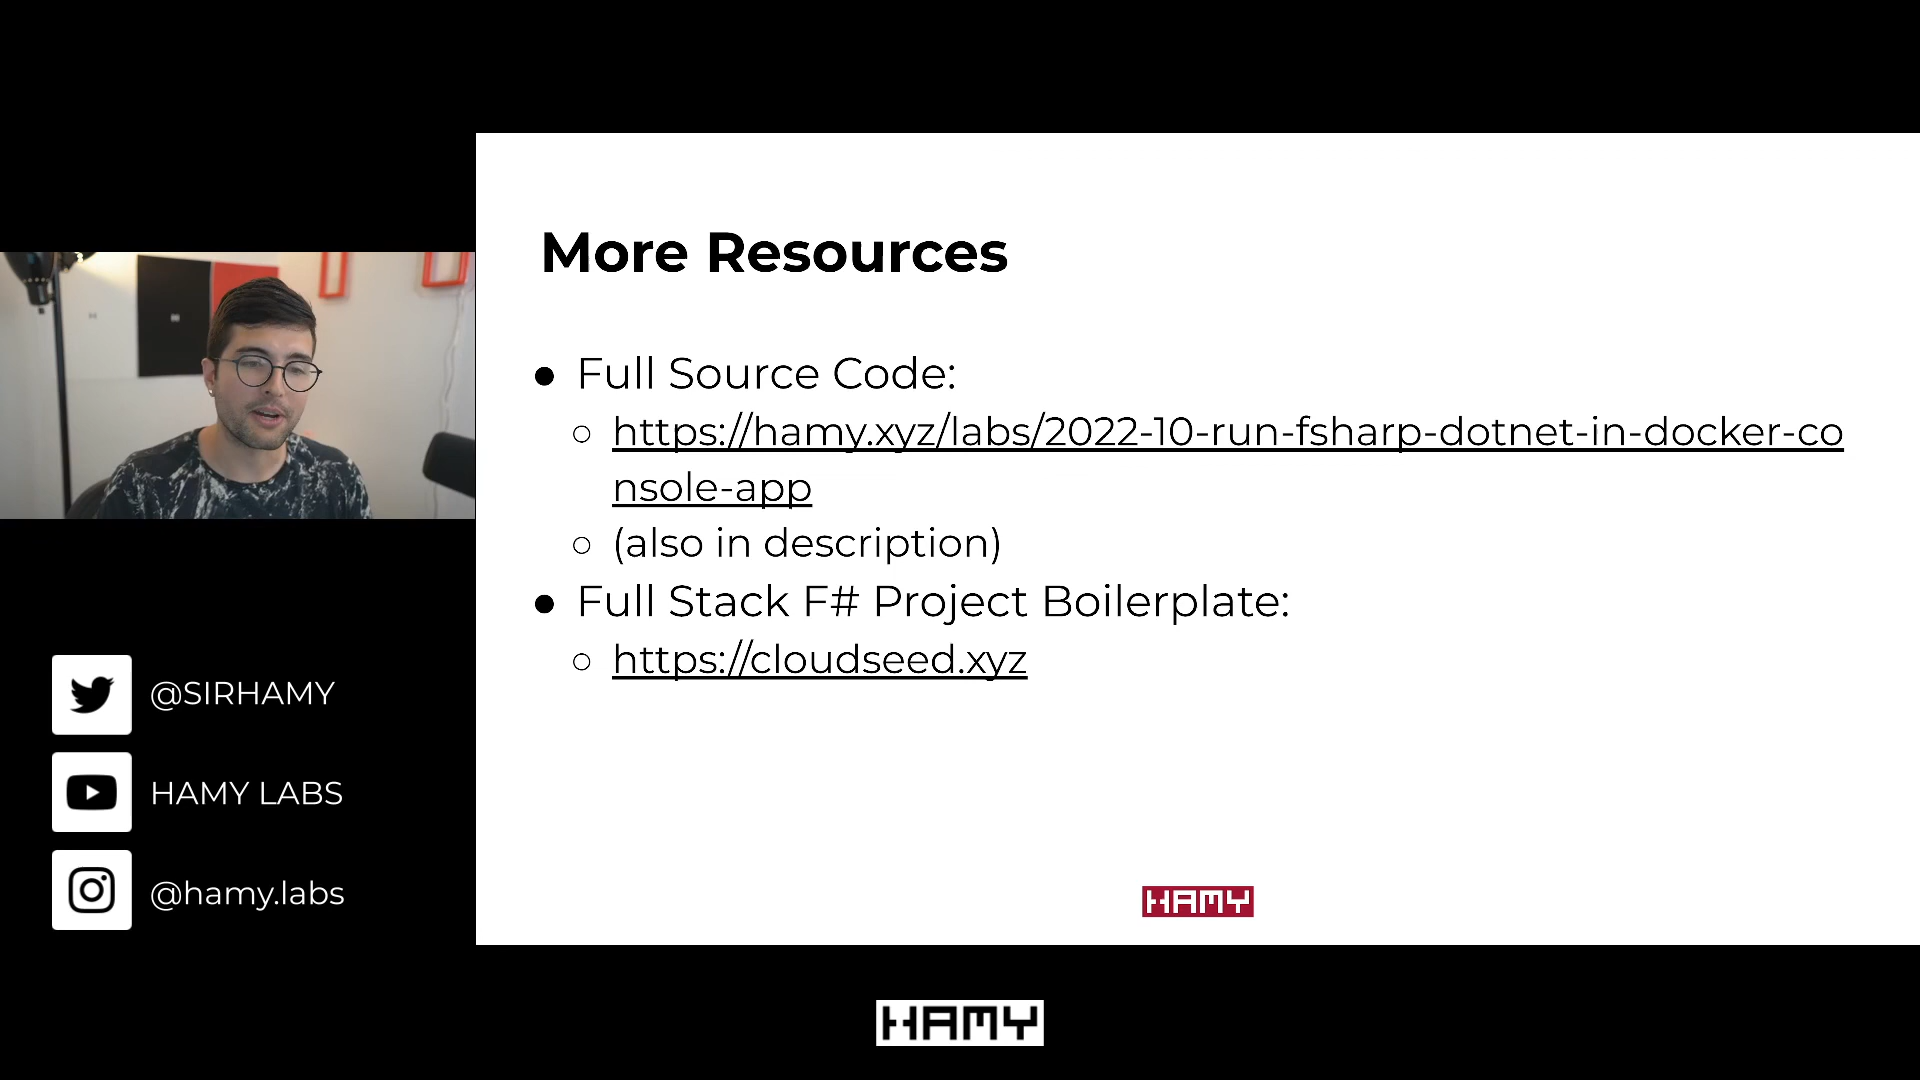 More Resources
● Full Source Code:
○ https://hamy.xyz/labs/2022-10-run-fsharp-dotnet-in-docker-co
nsole-app
○ (also in description)
● Full Stack F# Project Boilerplate:
○ https://cloudseed.xyz
@SIRHAMY
HAMY LABS
@hamy.labs
HAMY
HAMY